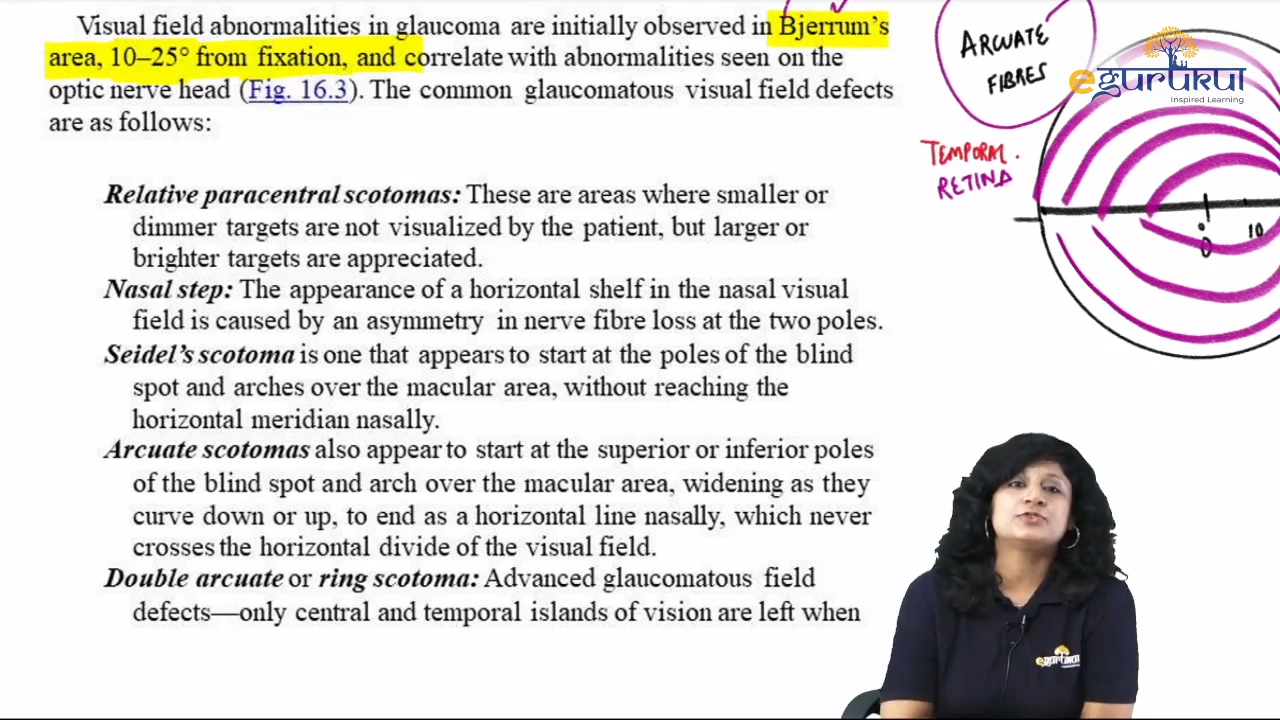 Visual field abnormalities in glaucoma are initially observed in Bjerrum's
area, 10–25° from fixation, and correlate with abnormalities seen on the
optic nerve head (Fig. 16.3). The common glaucomatous visual field defects
are as follows:
Relative paracentral scotomas: These are areas where smaller or
dimmer targets are not visualized by the patient, but larger or
brighter targets are appreciated.
Nasal step: The appearance of a horizontal shelf in the nasal visual
field is caused by an asymmetry in nerve fibre loss at the two poles.
Seidel's scotoma is one that appears to start at the poles of the blind
spot and arches over the macular area, without reaching the
horizontal meridian nasally.
Arcuate scotomas also appear to start at the superior or inferior poles
of the blind spot and arch over the macular area, widening as they
curve down or up, to end as a horizontal line nasally, which never
crosses the horizontal divide of the visual field.
Double arcuate or ring scotoma: Advanced glaucomatous field
defects—only central and temporal islands of vision are left when
ARCUATE
FIBRES
egurukul
Inspired Learning
TEMPORAL.
RETINA
0
10
egurukul